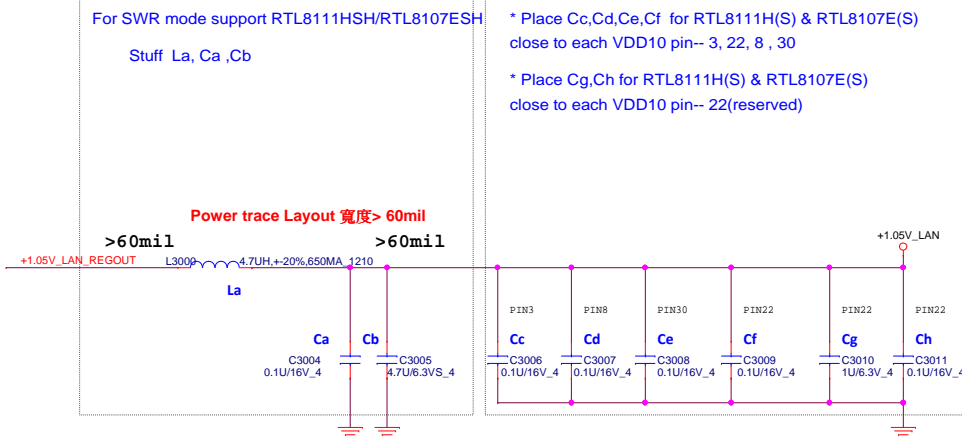 For SWR mode support RTL8111HSH/RTL8107ESH
Stuff La, Ca ,Cb
* Place Cc,Cd,Ce,Cf for RTL8111H(S) & RTL8107E(S)
close to each VDD10 pin-- 3, 22, 8 , 30
* Place Cg,Ch for RTL8111H(S) & RTL8107E(S)
close to each VDD10 pin-- 22(reserved)
Power trace Layout 寬度> 60mil
>60mil
>60mil
+1.05V_LAN
+1.05V_LAN_REGOUT
L3000
4.7UH,+-20%,650MA_1210
La
PIN3
PIN8
PIN30
PIN22
PIN22
PIN22
Ca
Cb
Cc
Cd
Ce
Cf
Cg
Ch
C3004
0.1U/16V_4
C3005
4.7U/6.3VS_4
C3006
0.1U/16V_4
C3007
0.1U/16V_4
C3008
0.1U/16V_4
C3009
0.1U/16V_4
C3010
1U/6.3V_4
C3011
0.1U/16V_4